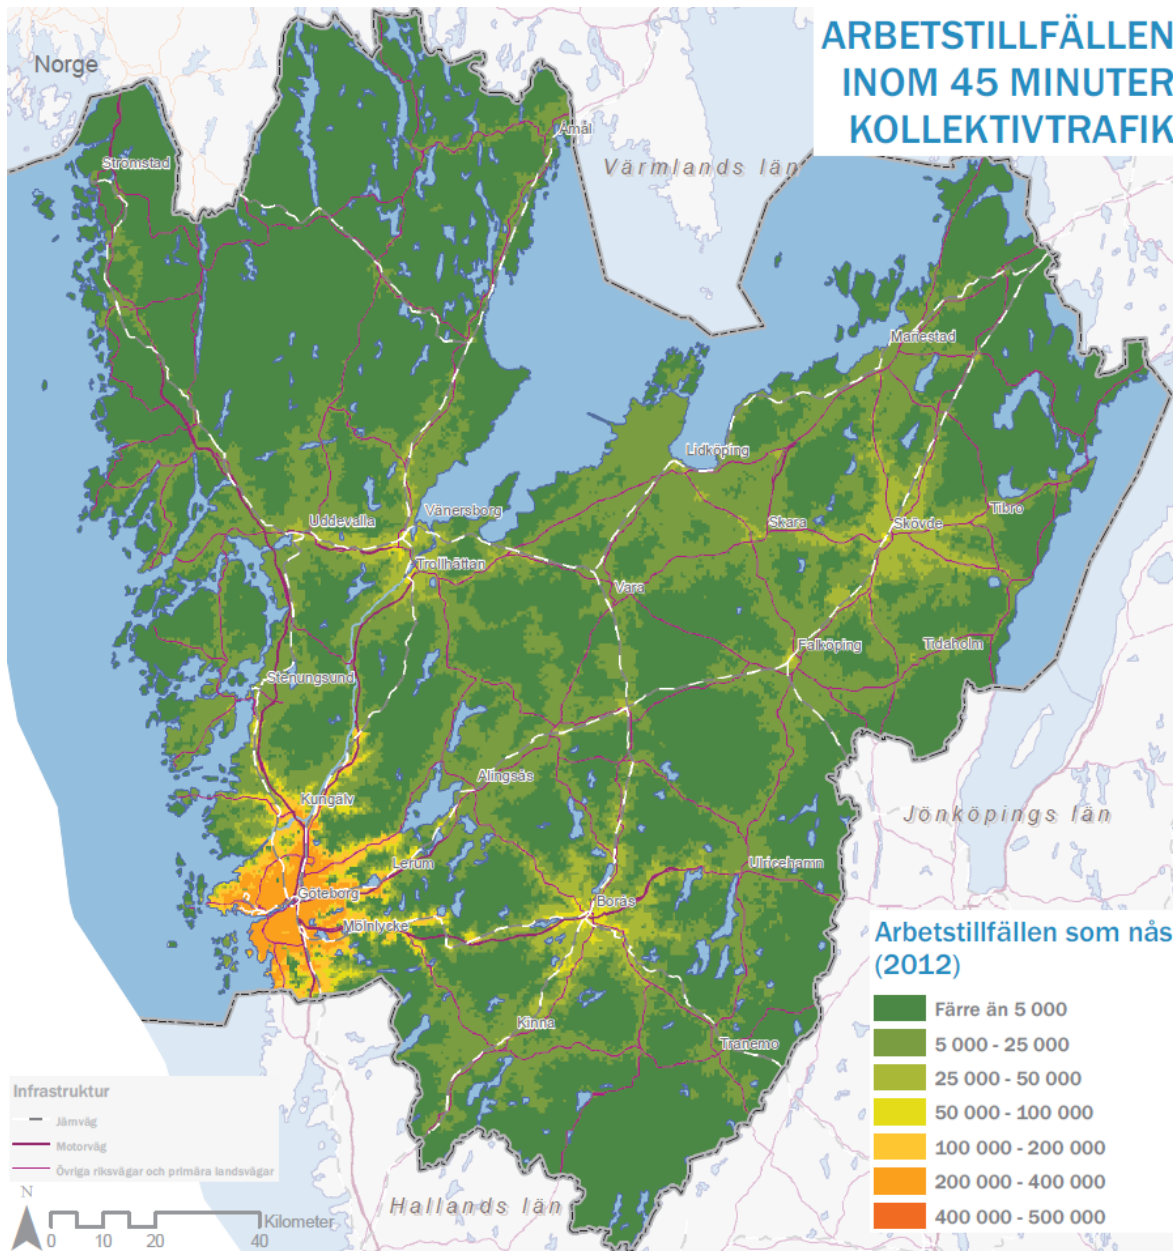 ARBETSTILLFÄLLEN
INOM 45 MINUTER
KOLLEKTIVTRAFIK
Norge
Åmål
Strömstad
Värmlands län
Mariestad
Lidköping
Vänersborg
Uddevalla
Skara
Skövde
Tibro
Trollhättan
Vara
Falköping
Tidaholm
Stenungsund
Alingsås
Kungälv
Jönköpings län
Lerum
Ulricehamn
Göteborg
Borås
Mölnlycke
Kinna
Tranemo
Hallands län
Arbetstillfällen som nås
(2012)
Färre än 5 000
5 000 - 25 000
25 000 - 50 000
50 000 - 100 000
100 000 - 200 000
200 000 - 400 000
400 000 - 500 000
Infrastruktur
Järnväg
Motorväg
Övriga riksvägar och primära landsvägar
N
Kilometer
0 10 20 40